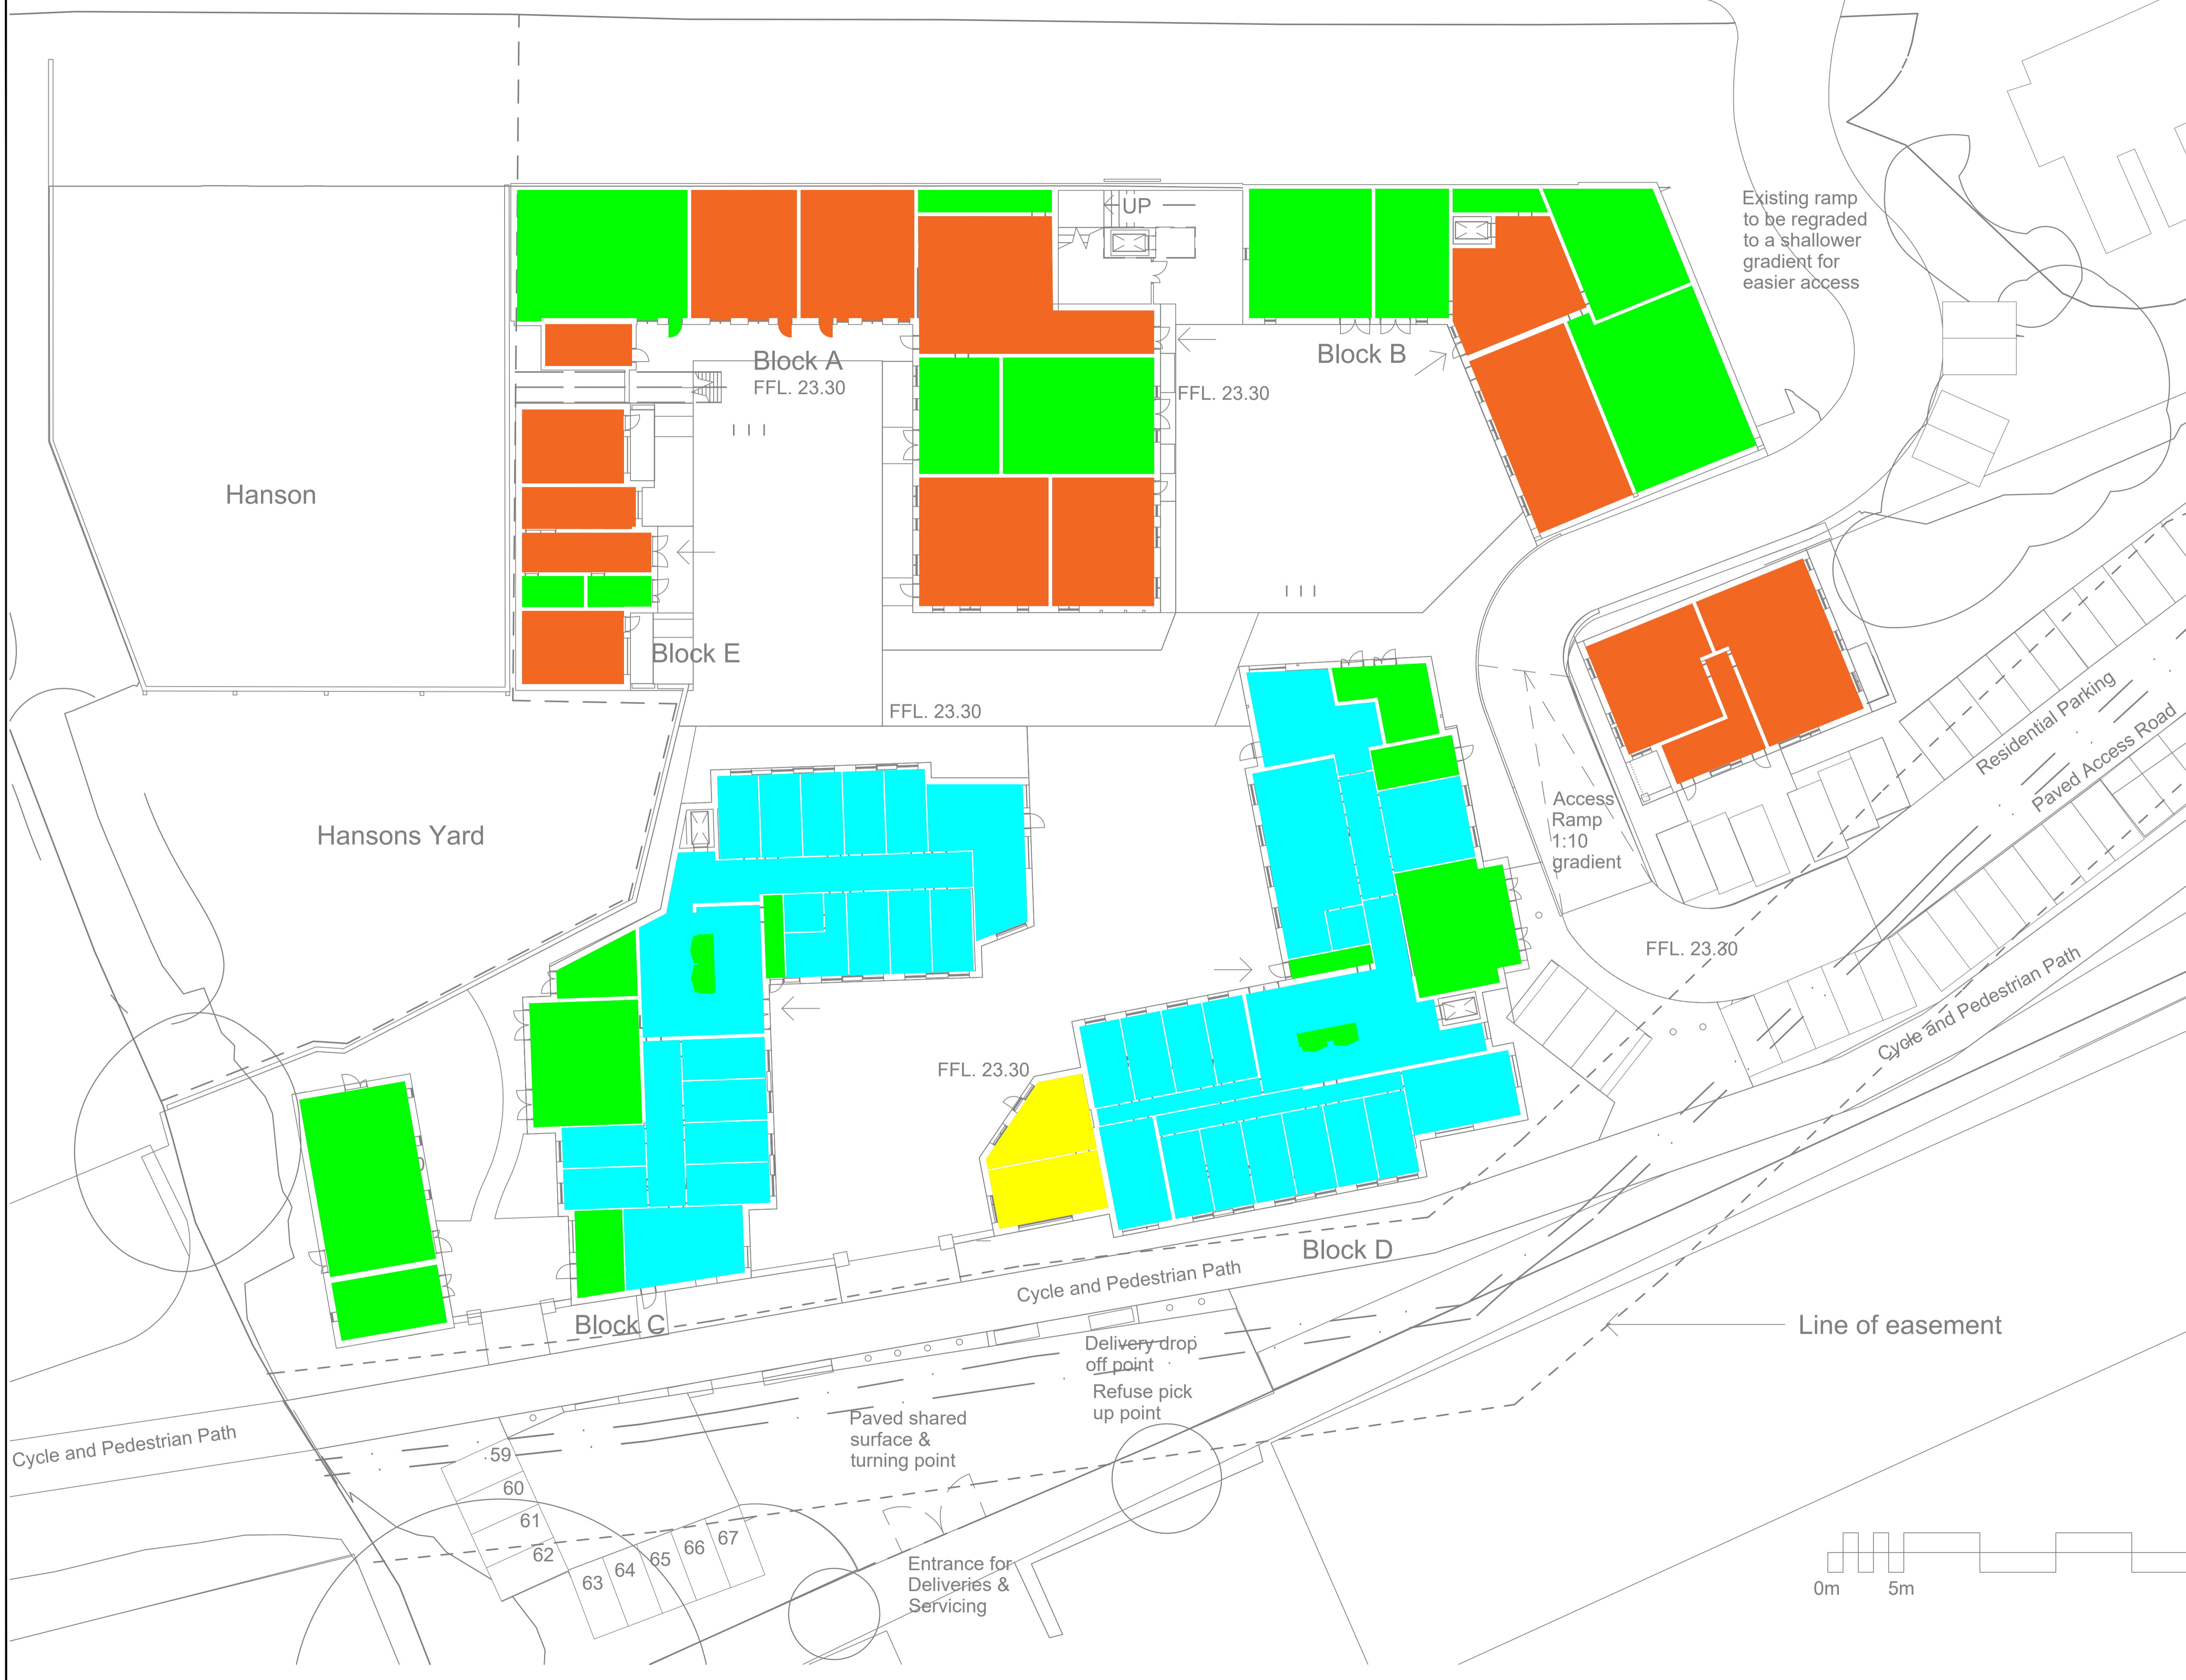 UP
Existing ramp
to be regraded
to a shallower
gradient for
easier access
Block A
FFL. 23.30
Block B
FFL. 23.30
Hanson
Block E
FFL. 23.30
Residential Parking
Paved Access Road
Access
Ramp
1:10
gradient
Hansons Yard
FFL. 23.30
Cycle and Pedestrian Path
FFL. 23.30
Block D
Cycle and Pedestrian Path
Block C
Line of easement
Delivery drop
off point
Refuse pick
up point
Paved shared
surface &
turning point
Cycle and Pedestrian Path
59
60
61
62
63
64
65
66
67
Entrance for
Deliveries &
Servicing
0m
5m